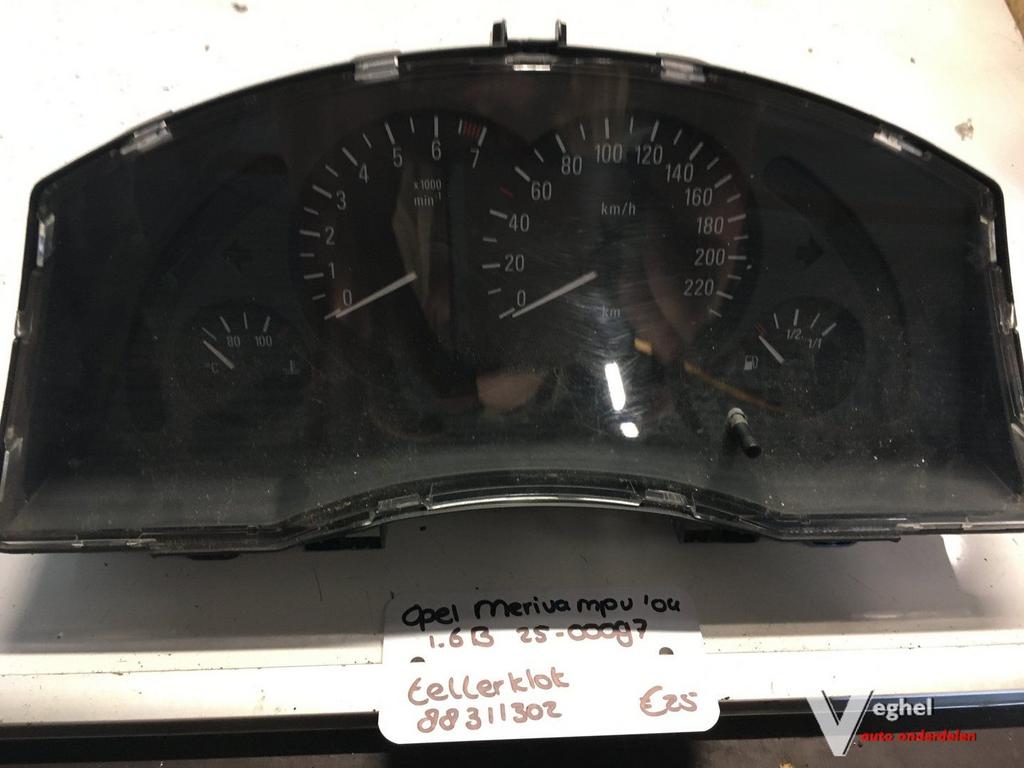 0 1 2 3 4 5 6 7
x 1000
min-1
0 20 40 60 80 100 120 140 160 180 200 220
km/h
km
80 100
°C
1/2 1/1
Opel Meriva mpv '04
1.6B 25-00097
tellerklok
88311302 €25
Veghel
auto onderdelen